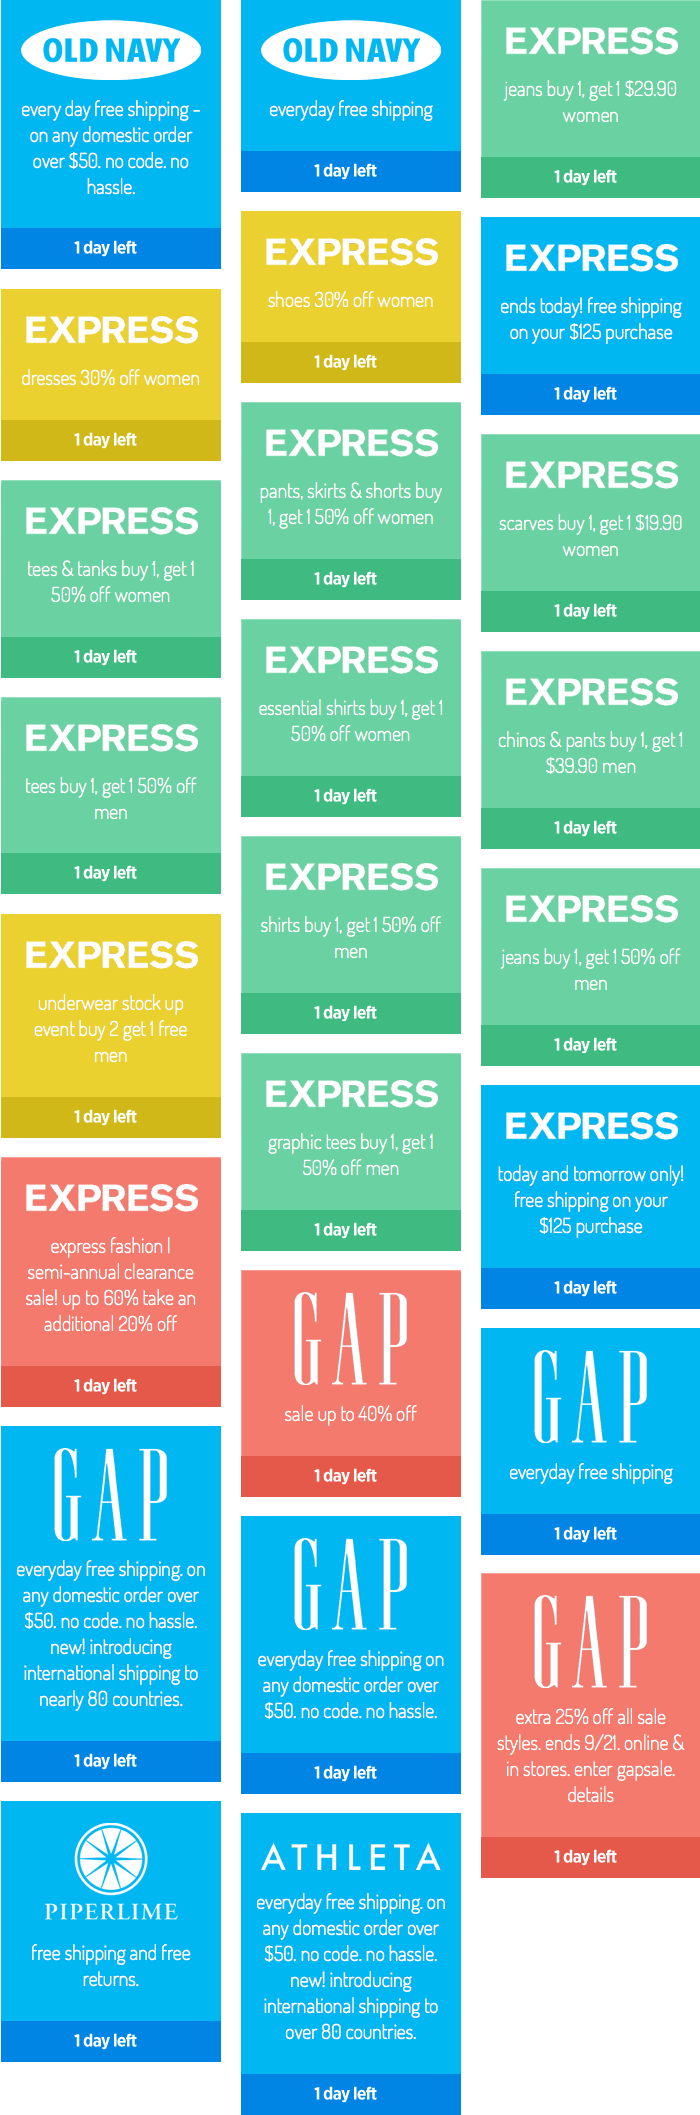 OLD NAVY
every day free shipping -
on any domestic order
over $50. no code. no
hassle.
1 day left
EXPRESS
dresses 30% off women
1 day left
EXPRESS
tees & tanks buy 1, get 1
50% off women
1 day left
EXPRESS
tees buy 1, get 1 50% off
men
1 day left
EXPRESS
underwear stock up
event buy 2 get 1 free
men
1 day left
EXPRESS
express fashion |
semi-annual clearance
sale! up to 60% take an
additional 20% off
1 day left
GAP
everyday free shipping. on
any domestic order over
$50. no code. no hassle.
new! introducing
international shipping to
nearly 80 countries.
1 day left
PIPERLIME
free shipping and free
returns.
1 day left
OLD NAVY
everyday free shipping
1 day left
EXPRESS
shoes 30% off women
1 day left
EXPRESS
pants, skirts & shorts buy
1, get 1 50% off women
1 day left
EXPRESS
essential shirts buy 1, get 1
50% off women
1 day left
EXPRESS
shirts buy 1, get 1 50% off
men
1 day left
EXPRESS
graphic tees buy 1, get 1
50% off men
1 day left
GAP
sale up to 40% off
1 day left
GAP
everyday free shipping on
any domestic order over
$50. no code. no hassle.
1 day left
ATHLETA
everyday free shipping. on
any domestic order over
$50. no code. no hassle.
new! introducing
international shipping to
over 80 countries.
1 day left
EXPRESS
jeans buy 1, get 1 $29.90
women
1 day left
EXPRESS
ends today! free shipping
on your $125 purchase
1 day left
EXPRESS
scarves buy 1, get 1 $19.90
women
1 day left
EXPRESS
chinos & pants buy 1, get 1
$39.90 men
1 day left
EXPRESS
jeans buy 1, get 1 50% off
men
1 day left
EXPRESS
today and tomorrow only!
free shipping on your
$125 purchase
1 day left
GAP
everyday free shipping
1 day left
GAP
extra 25% off all sale
styles. ends 9/21. online &
in stores. enter gapsale.
details
1 day left